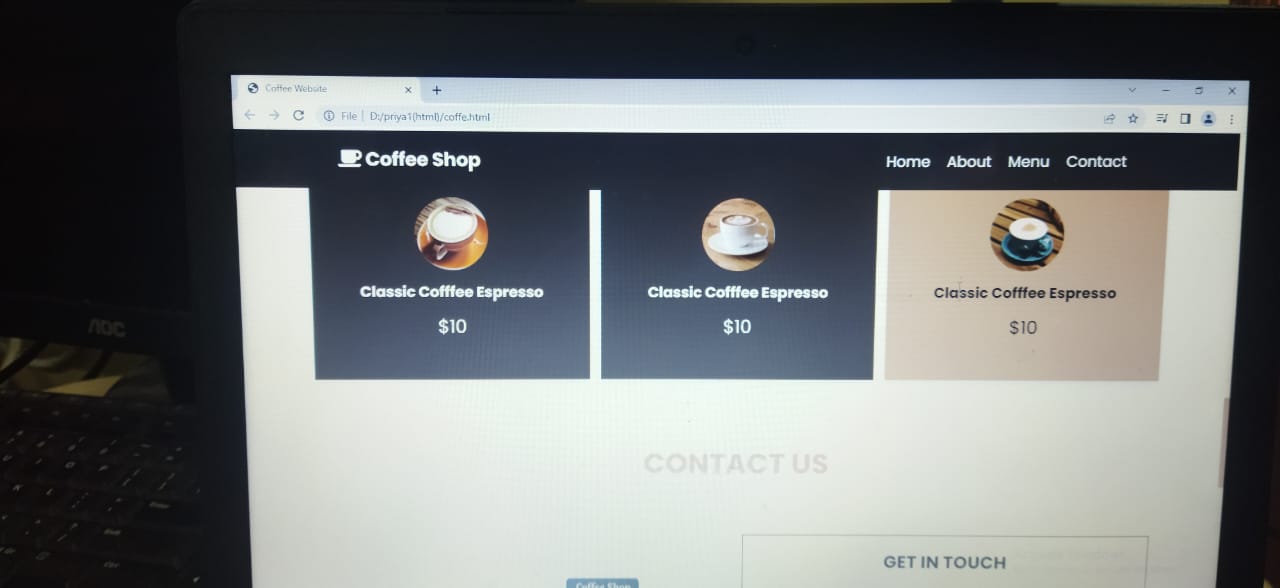 Coffee Website
File | D:/priya1(html)/coffe.html
Coffee Shop Home About Menu Contact
Classic Cofffee Espresso Classic Cofffee Espresso Classic Cofffee Espresso
$10 $10 $10
CONTACT US
GET IN TOUCH
Coffee Shop
AOC